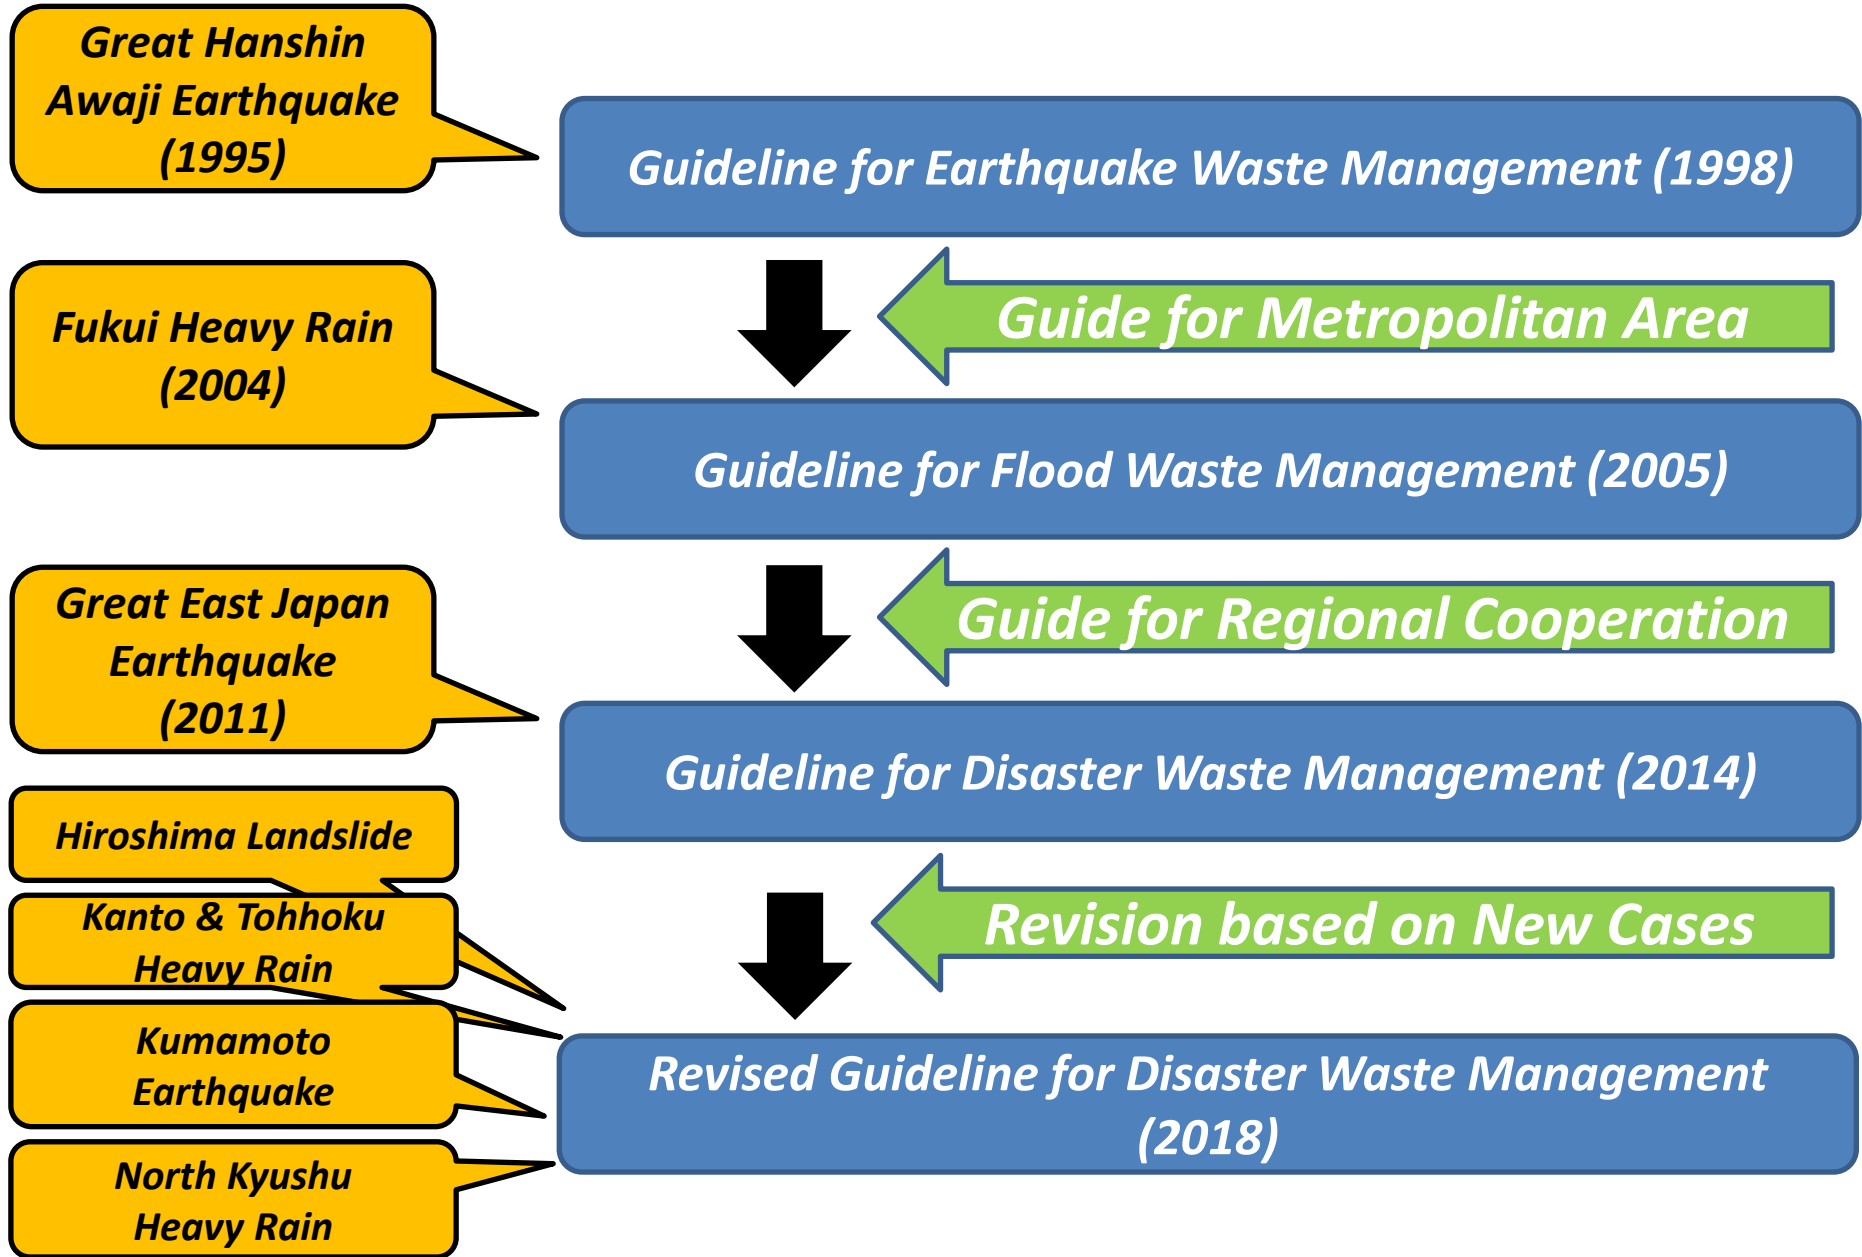 Great Hanshin
Awaji Earthquake
(1995)
Guideline for Earthquake Waste Management (1998)
Guide for Metropolitan Area
Fukui Heavy Rain
(2004)
Guideline for Flood Waste Management (2005)
Guide for Regional Cooperation
Great East Japan
Earthquake
(2011)
Guideline for Disaster Waste Management (2014)
Hiroshima Landslide
Kanto & Tohhoku
Heavy Rain
Revision based on New Cases
Kumamoto
Earthquake
Revised Guideline for Disaster Waste Management
(2018)
North Kyushu
Heavy Rain